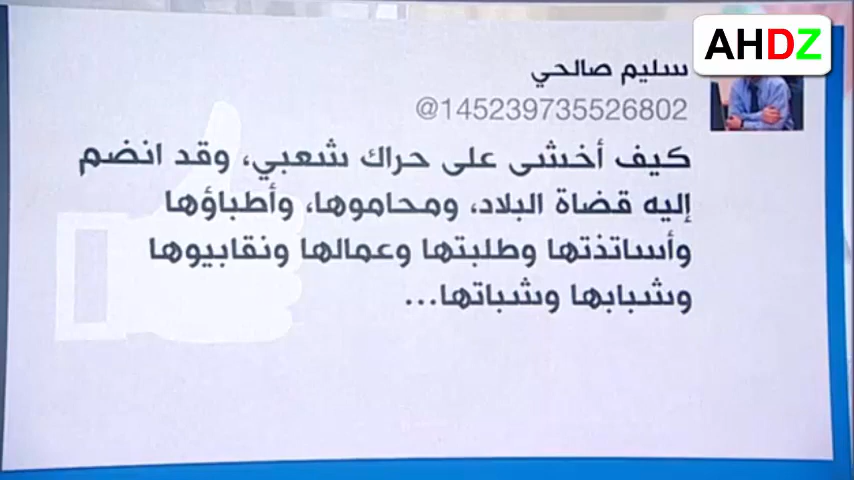 AHDZ
سليم صالحي
@145239735526802
كيف أخشى على حراك شعبي، وقد انضم
إليه قضاة البلاد، ومحاموها، وأطباؤها
وأساتذتها وطلبتها وعمالها ونقابيوها
وشبابها وشباتها...